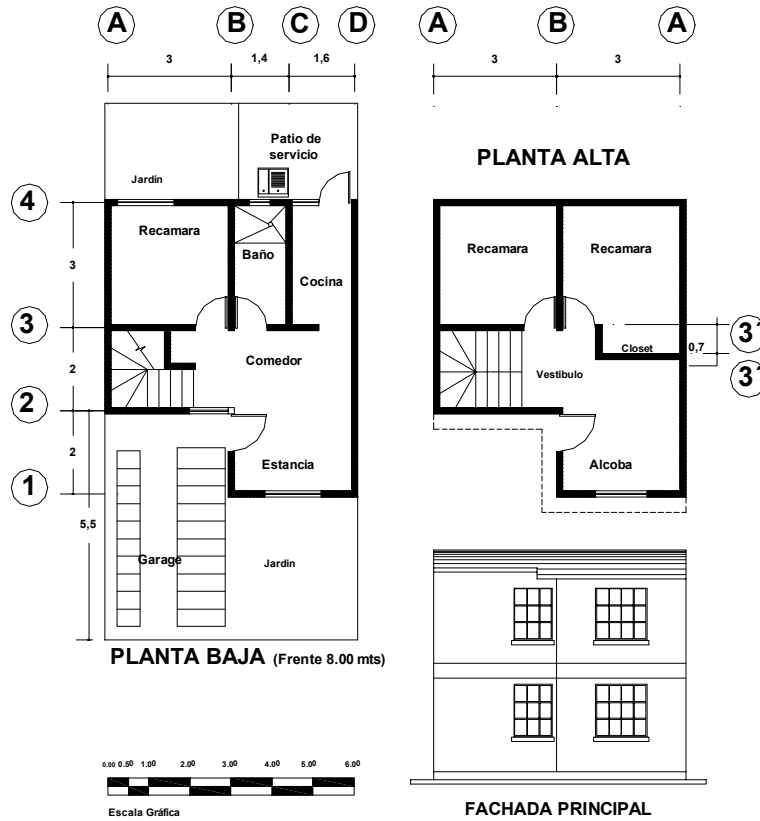 A B C D
A B A
3 1,4 1,6
3 3
Patio de
servicio
PLANTA ALTA
Jardín
4
Recamara
Baño
Cocina
3
Recamara
Recamara
3
Comedor
2
Vestibulo
Closet
0,7
3´
3´
2
2
Estancia
Alcoba
1
5,5
Garage
Jardin
PLANTA BAJA (Frente 8.00 mts)
0.00 0.50 1.00 2.00 3.00 4.00 5.00 6.00
Escala Gráfica
FACHADA PRINCIPAL